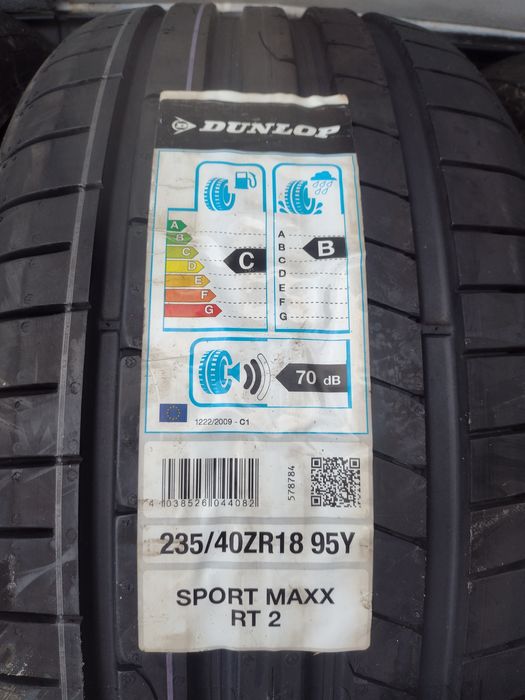 DUNLOP
A
B
C
D
E
F
G
C
A
B
C
D
E
F
G
B
70 dB
1222/2009 - C1
4 038526 044082
578784
235/40ZR18 95Y
SPORT MAXX
RT 2